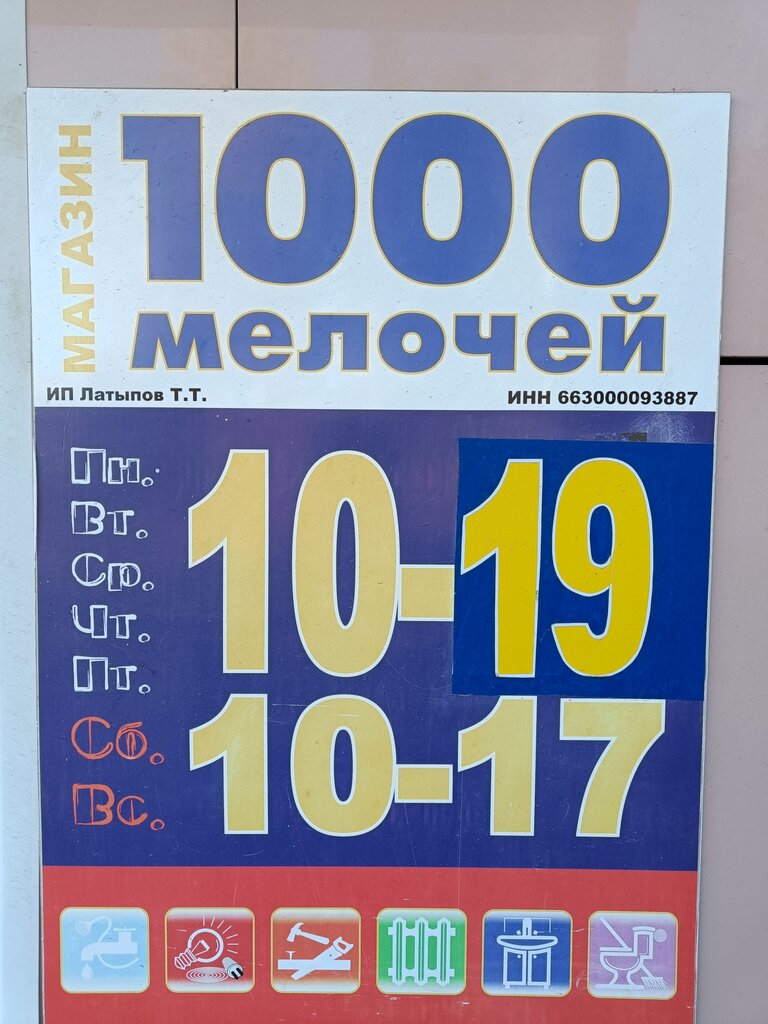 МАГАЗИН
1000
мелочей
ИП Латыпов Т.Т.
ИНН 663000093887
Пн.
Вт.
Ср.
Чт.
Пт.
10-19
Сб.
Вс.
10-17